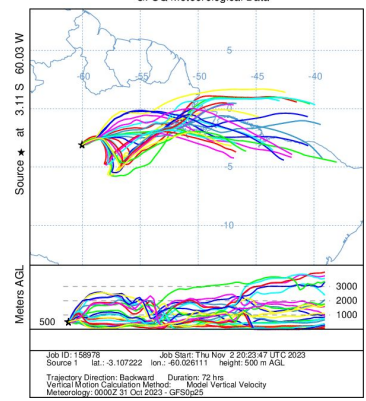 GFSG Meteorological Data
Source ★ at 3.11 S 60.03 W
-60
-55
-50
-45
-40
5
-5
-10
Meters AGL
500
3000
2000
1000
Job ID: 158978 Job Start: Thu Nov 2 20:23:47 UTC 2023
Source 1 lat.: -3.107222 lon.: -60.026111 height: 500 m AGL
Trajectory Direction: Backward Duration: 72 hrs
Vertical Motion Calculation Method: Model Vertical Velocity
Meteorology: 0000Z 31 Oct 2023 - GFS0p25